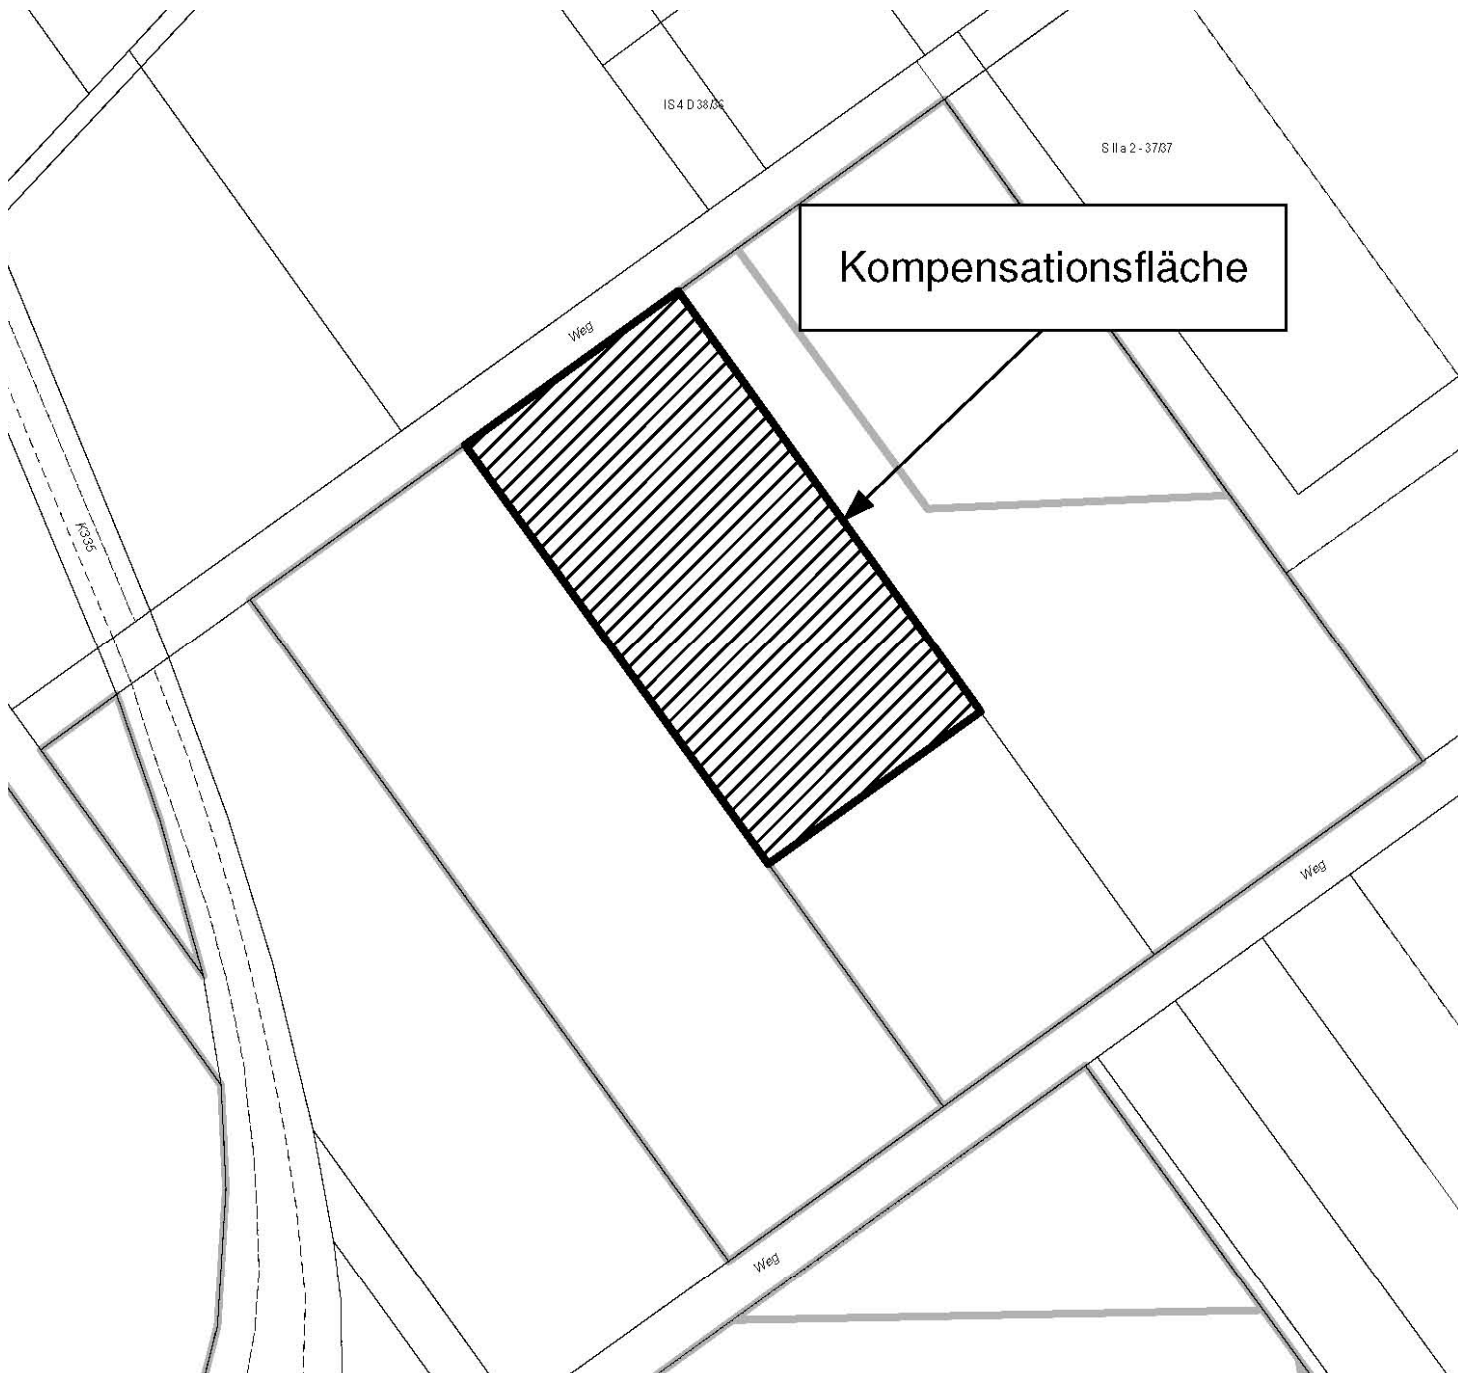 IS 4 D 38/36
S II a 2 - 37/37
Kompensationsfläche
Weg
K335
Weg
Weg